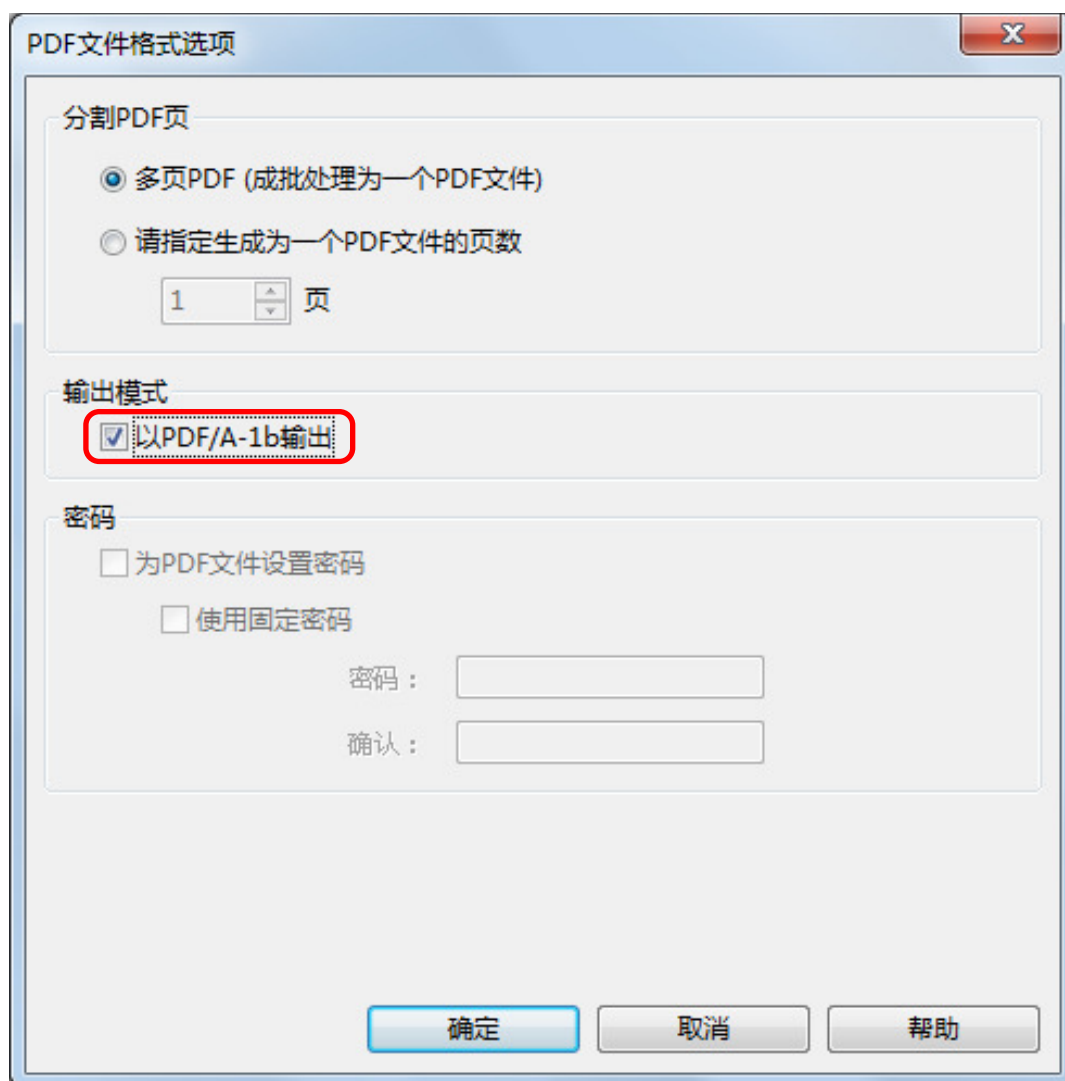 PDF文件格式选项
分割PDF页
多页PDF (成批处理为一个PDF文件)
请指定生成为一个PDF文件的页数
1 页
输出模式
以PDF/A-1b输出
密码
为PDF文件设置密码
使用固定密码
密码：
确认：
确定 取消 帮助